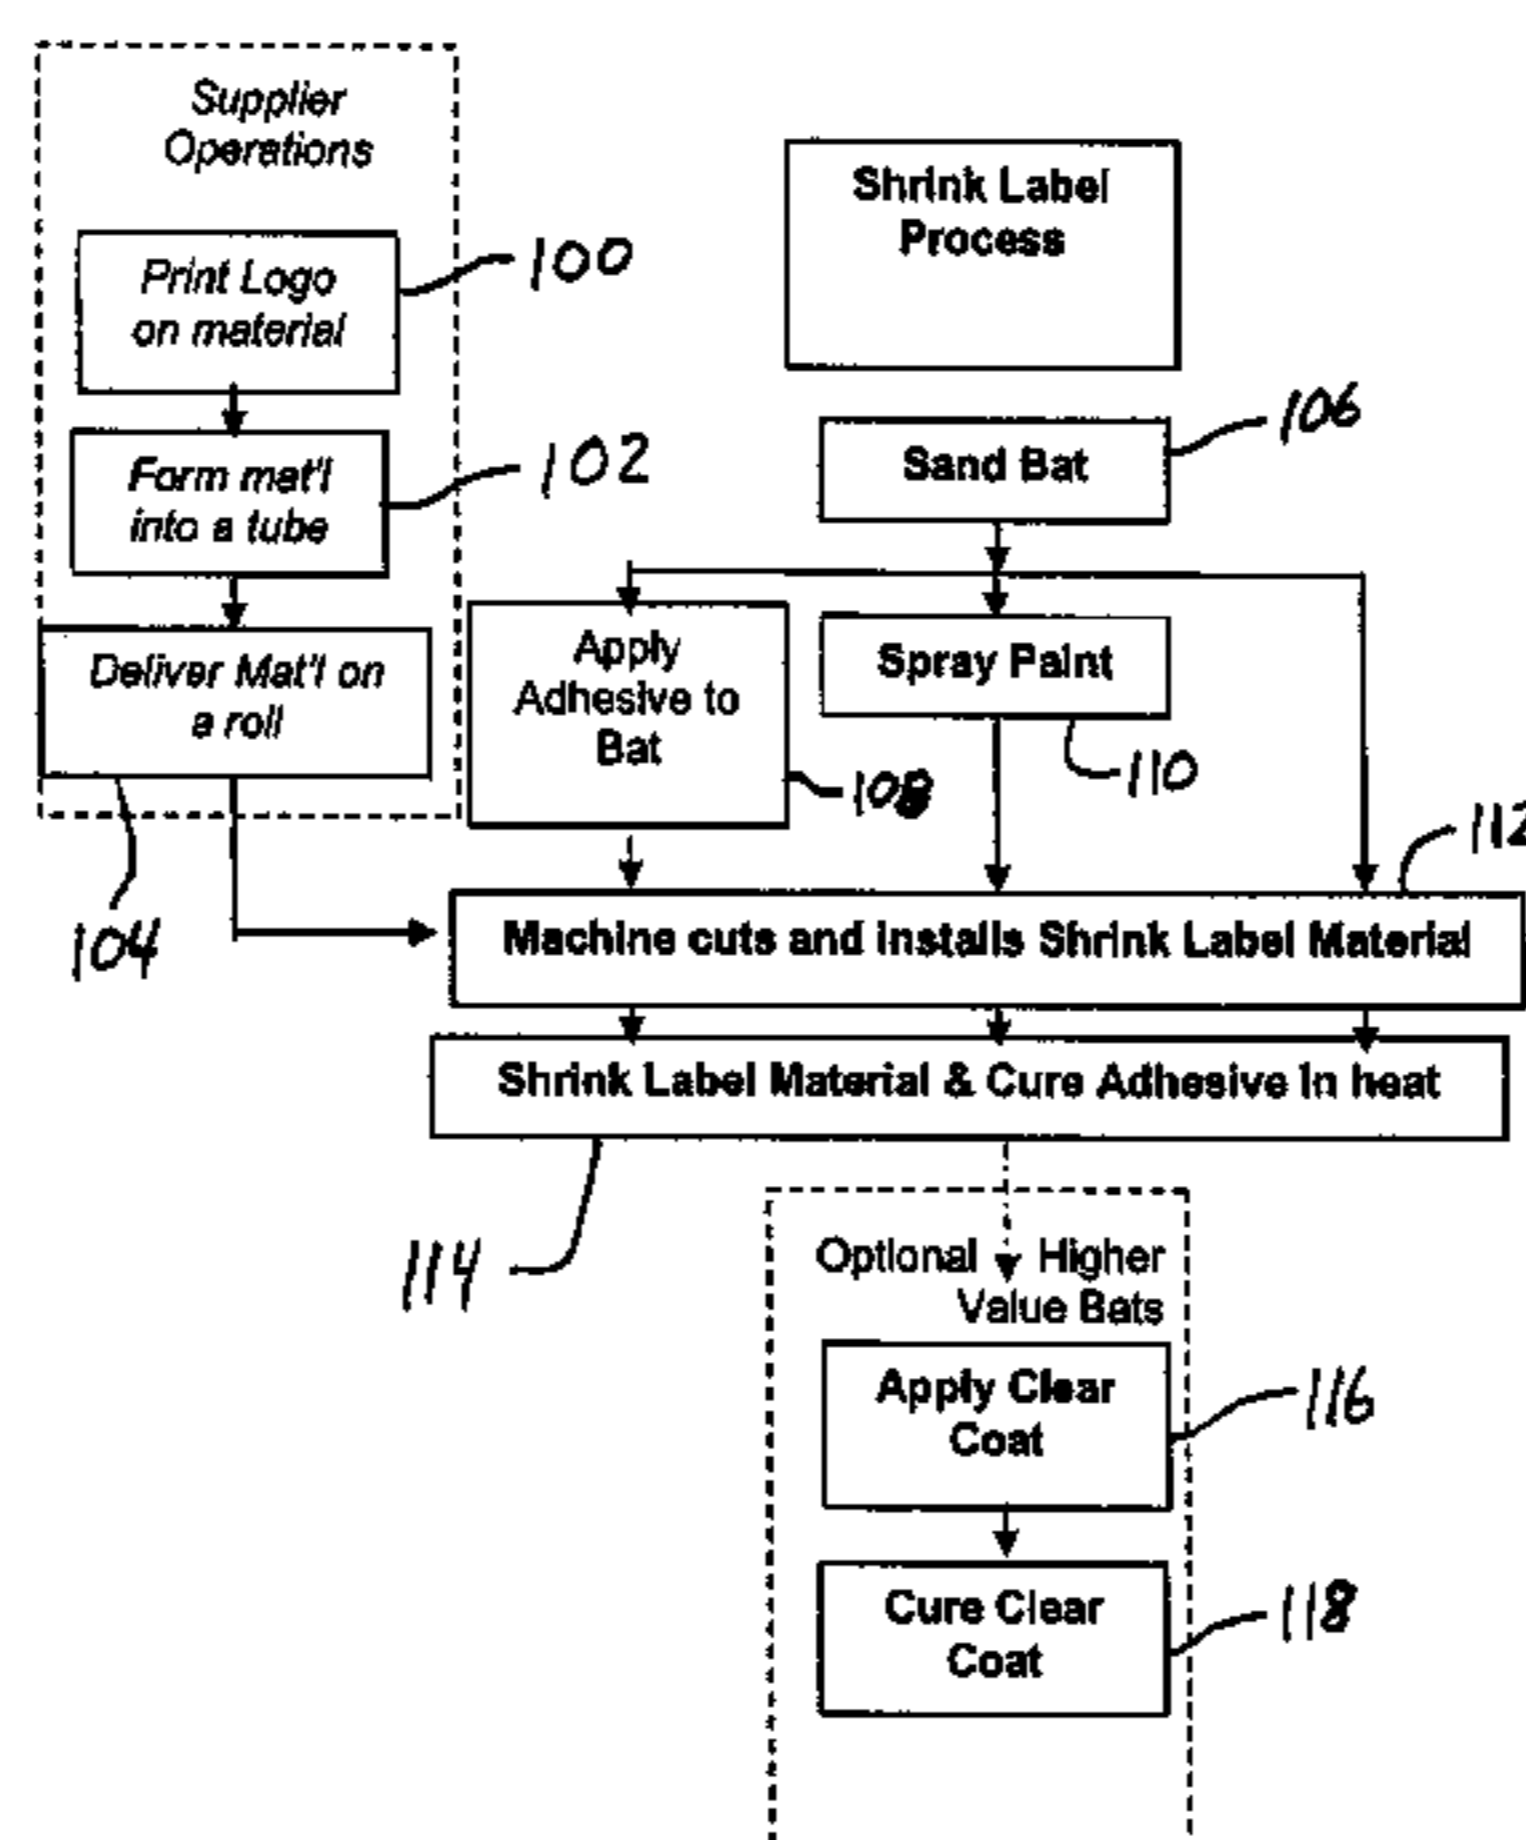 Supplier
Operations
Print Logo
on material
100
Form mat'l
into a tube
102
Deliver Mat'l on
a roll
104
Shrink Label
Process
Sand Bat
106
Apply
Adhesive to
Bat
108
Spray Paint
110
112
Machine cuts and installs Shrink Label Material
Shrink Label Material & Cure Adhesive in heat
114
Optional Higher
Value Bats
Apply Clear
Coat
116
Cure Clear
Coat
118